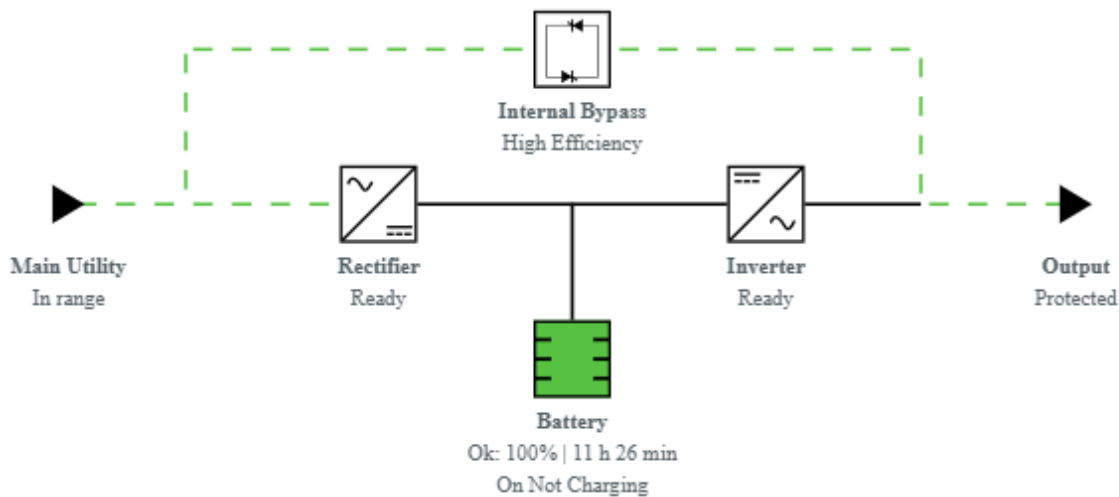 Internal Bypass
High Efficiency
Main Utility
In range
Rectifier
Ready
Inverter
Ready
Output
Protected
Battery
Ok: 100% | 11 h 26 min
On Not Charging